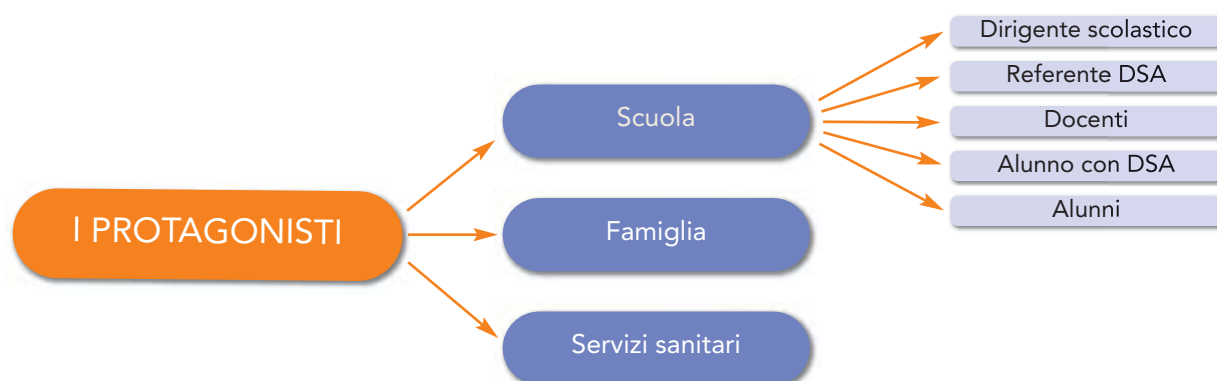 I PROTAGONISTI
Scuola
Dirigente scolastico
Referente DSA
Docenti
Alunno con DSA
Alunni
Famiglia
Servizi sanitari